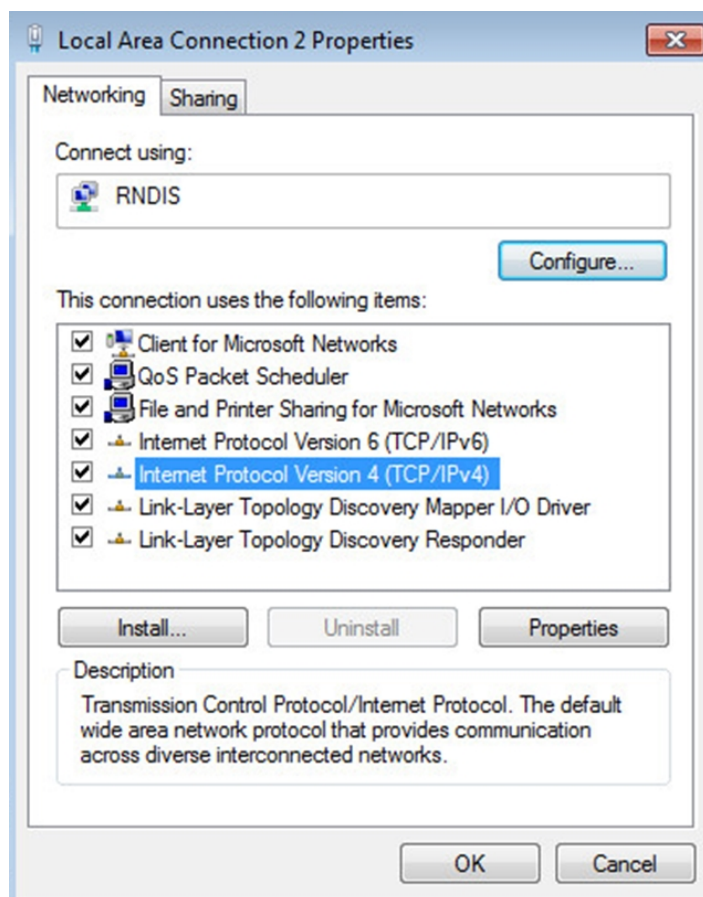 Local Area Connection 2 Properties
Networking
Sharing
Connect using:
RNDIS
Configure...
This connection uses the following items:
Client for Microsoft Networks
QoS Packet Scheduler
File and Printer Sharing for Microsoft Networks
Internet Protocol Version 6 (TCP/IPv6)
Internet Protocol Version 4 (TCP/IPv4)
Link-Layer Topology Discovery Mapper I/O Driver
Link-Layer Topology Discovery Responder
Install...
Uninstall
Properties
Description
Transmission Control Protocol/Internet Protocol. The default
wide area network protocol that provides communication
across diverse interconnected networks.
OK
Cancel